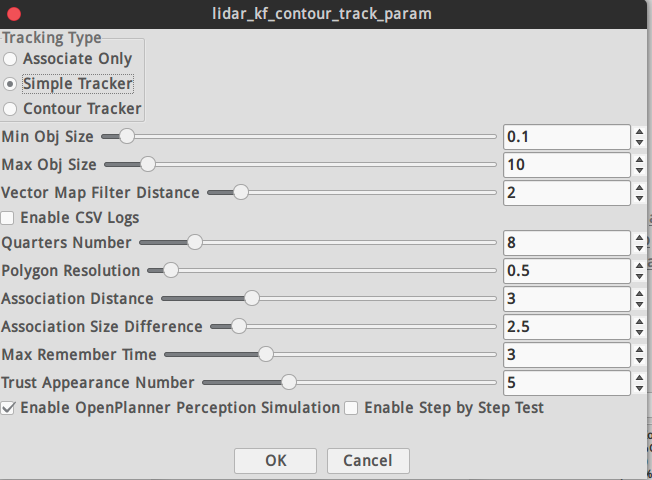 lidar_kf_contour_track_param
Tracking Type
Associate Only
Simple Tracker
Contour Tracker
Min Obj Size 0.1
Max Obj Size 10
Vector Map Filter Distance 2
Enable CSV Logs
Quarters Number 8
Polygon Resolution 0.5
Association Distance 3
Association Size Difference 2.5
Max Remember Time 3
Trust Appearance Number 5
Enable OpenPlanner Perception Simulation Enable Step by Step Test
OK Cancel